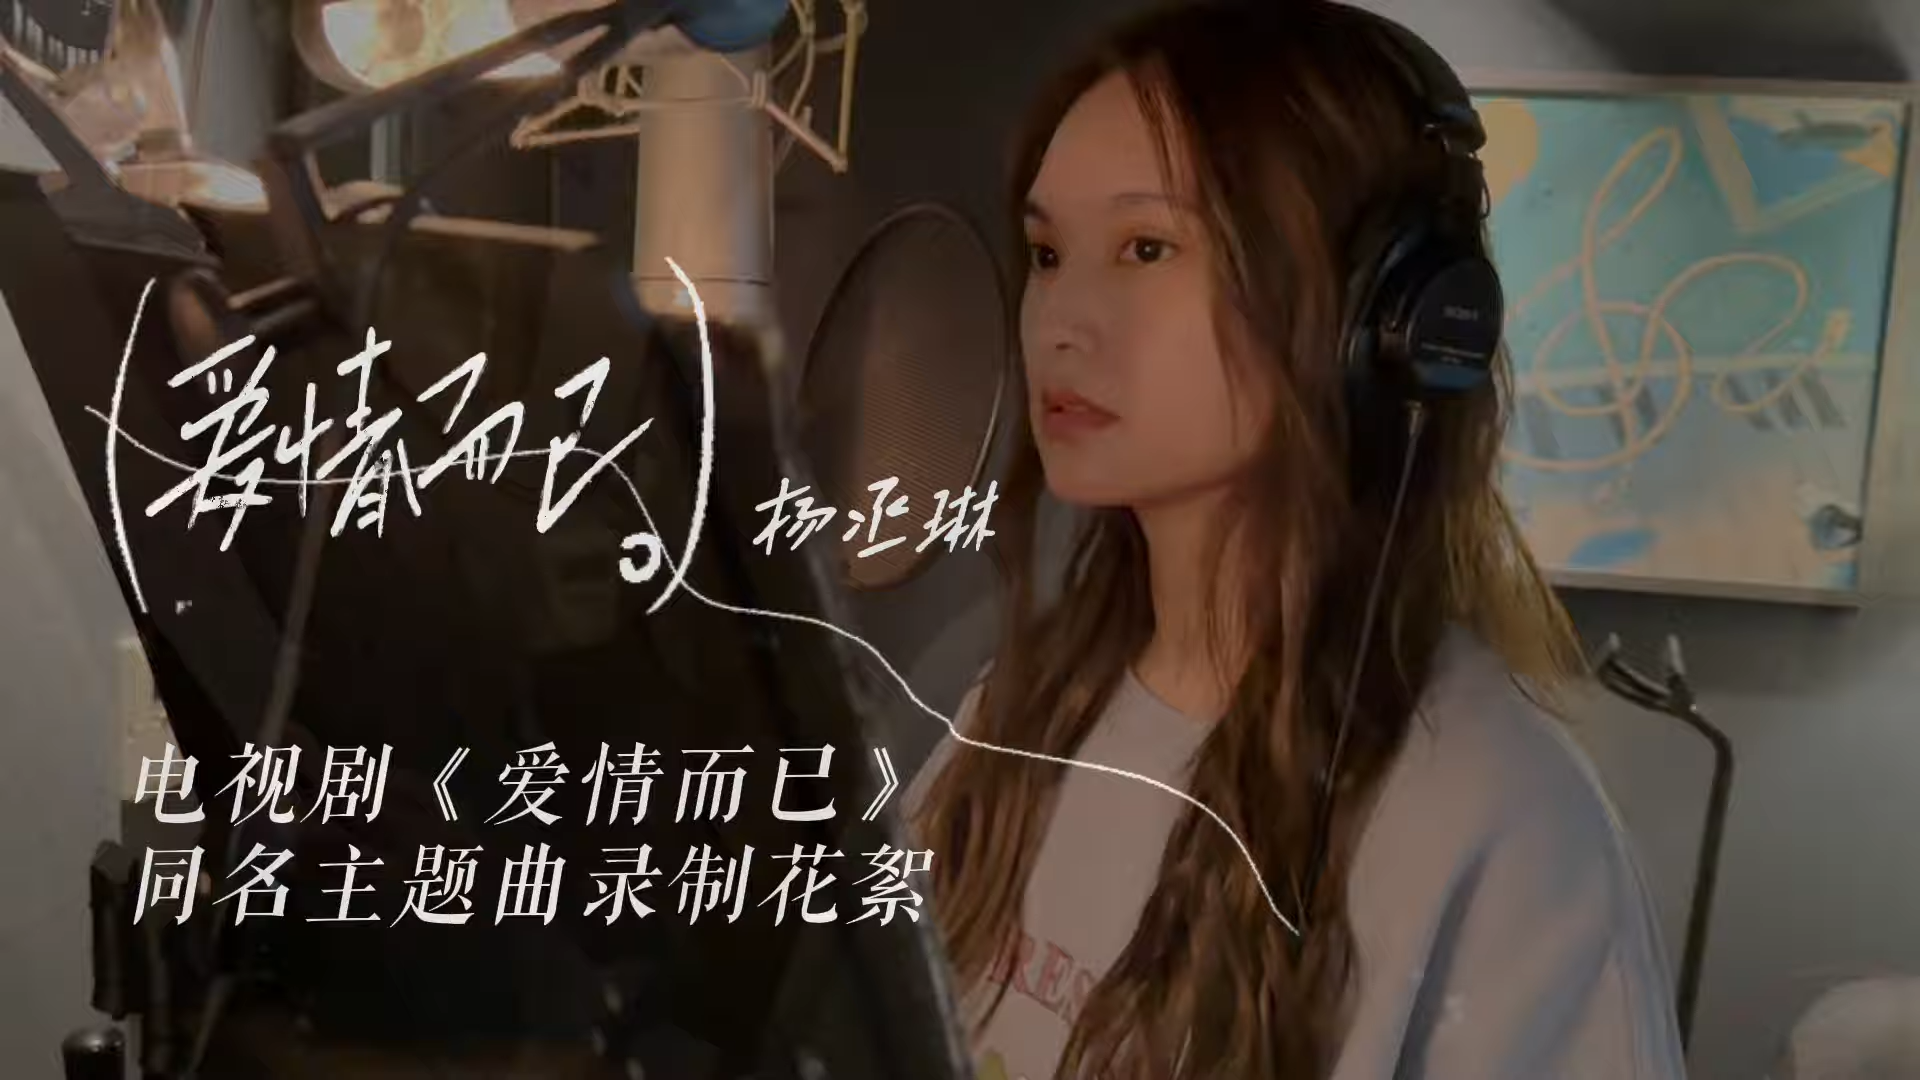 （爱情而已。）
杨丞琳
电视剧《爱情而已》
同名主题曲录制花絮
RES